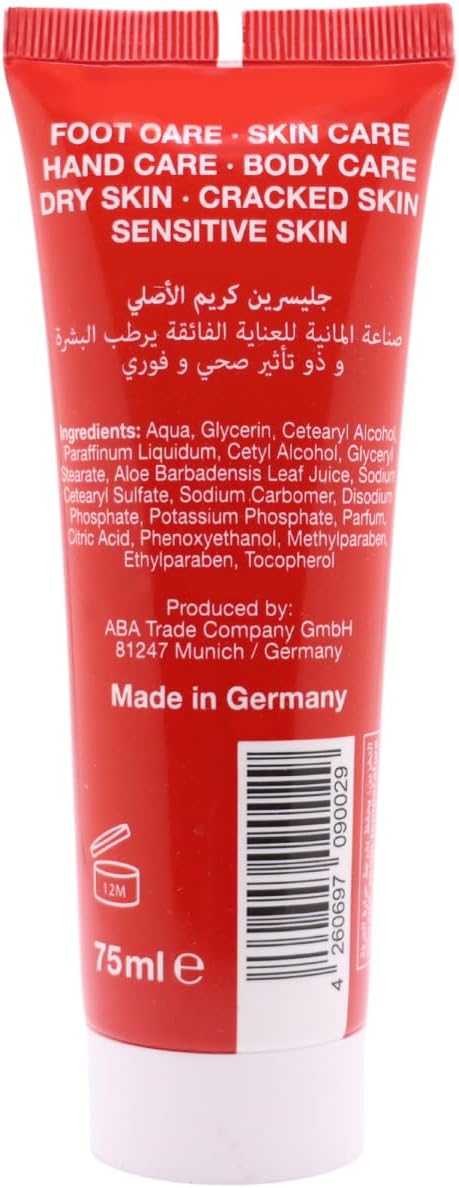 FOOT OARE · SKIN CARE
HAND CARE · BODY CARE
DRY SKIN · CRACKED SKIN
SENSITIVE SKIN
جليسرين كريم الأصلي
صناعة المانية للعناية الفائقة يرطب البشرة
و ذو تأثير صحي و فوري
Ingredients: Aqua, Glycerin, Cetearyl Alcohol,
Paraffinum Liquidum, Cetyl Alcohol, Glyceryl
Stearate, Aloe Barbadensis Leaf Juice, Sodium
Cetearyl Sulfate, Sodium Carbomer, Disodium
Phosphate, Potassium Phosphate, Parfum,
Citric Acid, Phenoxyethanol, Methylparaben,
Ethylparaben, Tocopherol
Produced by:
ABA Trade Company GmbH
81247 Munich / Germany
Made in Germany
12M
75ml e
4 260697 090029